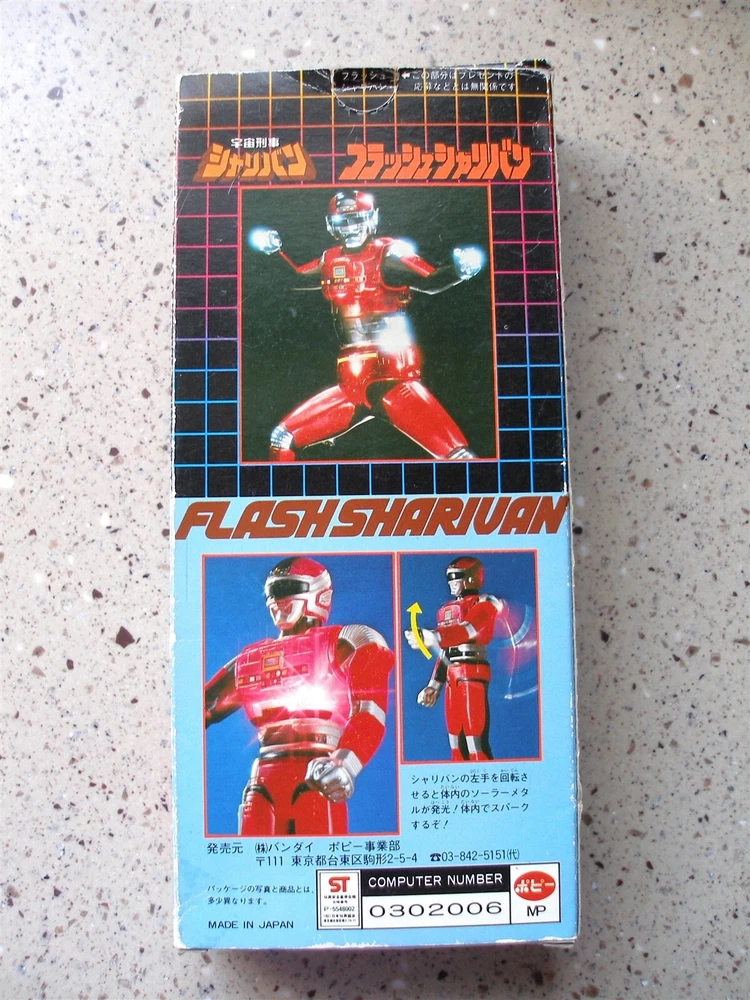 フラッシュ
シャリバン
←この部分はプレゼントの
応募などとは無関係です
宇宙刑事
シャリバン
フラッシュシャリバン
FLASH SHARIVAN
シャリバンの左手を回転さ
せると体内のソーラーメタ
ルが発光!体内でスパーク
するぞ!
発売元 (株)バンダイ ポピー事業部
〒111 東京都台東区駒形2-5-4 ☎03-842-5151(代)
パッケージの写真と商品とは、
多少異なります。
MADE IN JAPAN
ST
P-5548002
COMPUTER NUMBER
0302006
ポピー
MP